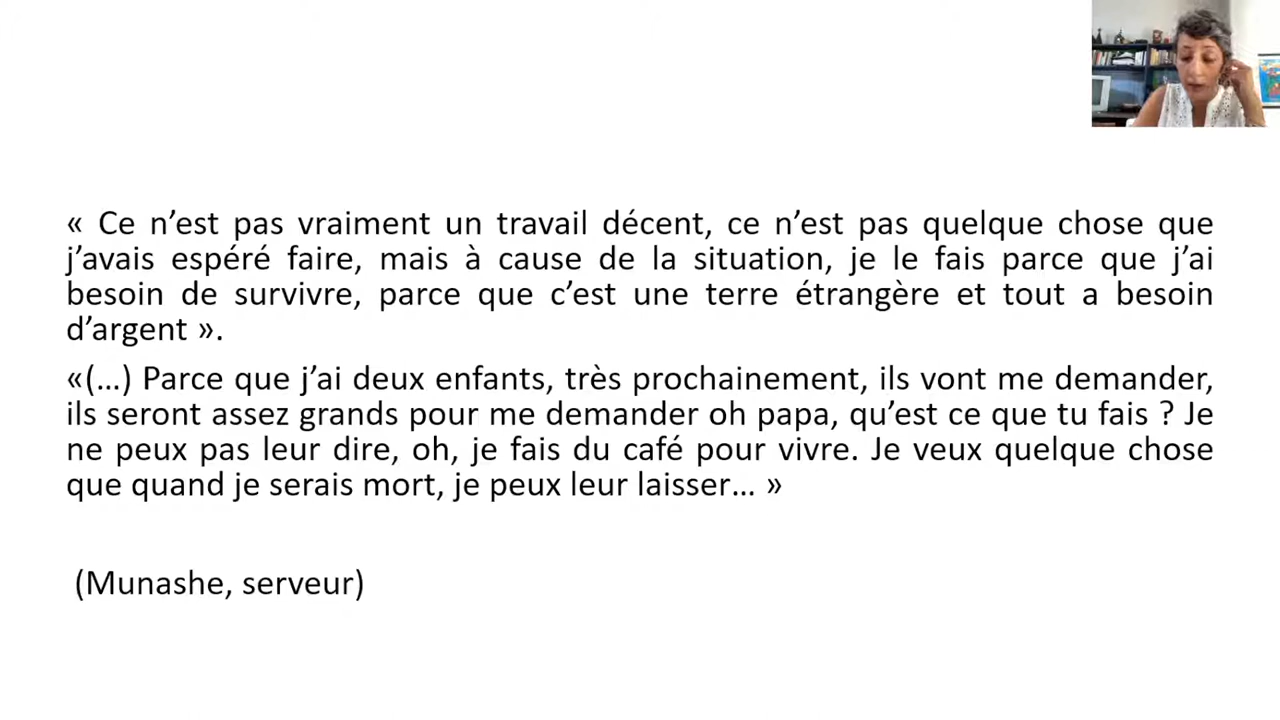 « Ce n’est pas vraiment un travail décent, ce n’est pas quelque chose que
j’avais espéré faire, mais à cause de la situation, je le fais parce que j’ai
besoin de survivre, parce que c’est une terre étrangère et tout a besoin
d’argent ».
«(…) Parce que j’ai deux enfants, très prochainement, ils vont me demander,
ils seront assez grands pour me demander oh papa, qu’est ce que tu fais ? Je
ne peux pas leur dire, oh, je fais du café pour vivre. Je veux quelque chose
que quand je serais mort, je peux leur laisser… »
(Munashe, serveur)